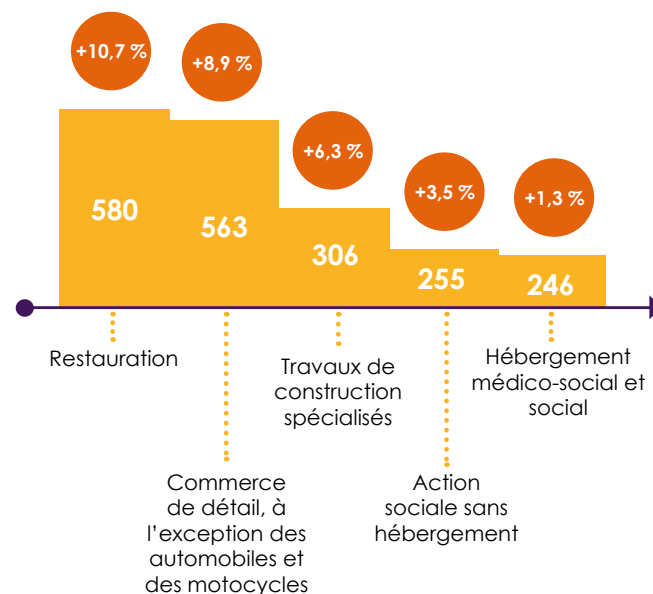 +10,7 %
+8,9 %
+6,3 %
+3,5 %
+1,3 %
580
563
306
255
246
Restauration
Commerce
de détail, à
l'exception des
automobiles et
des motocycles
Travaux de
construction
spécialisés
Action
sociale sans
hébergement
Hébergement
médico-social et
social